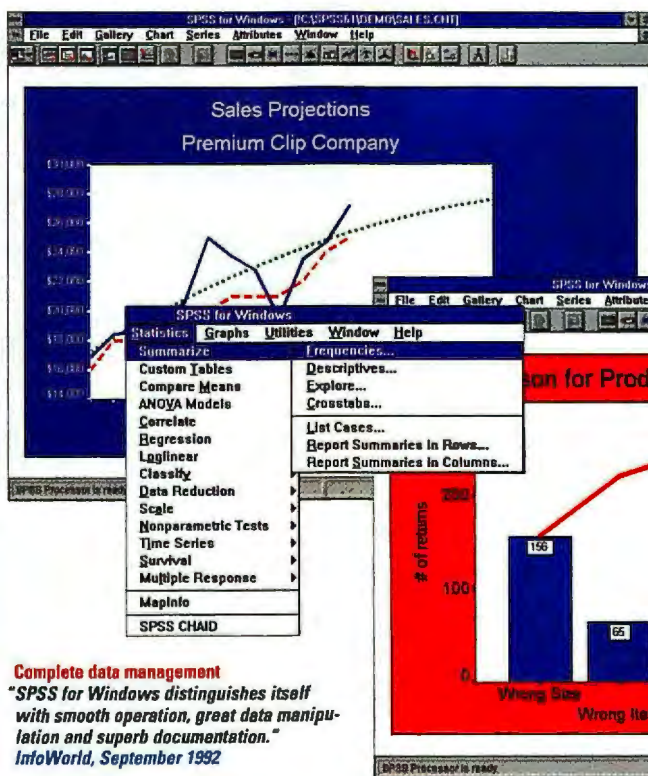 SPSS for Windows - [C:\SPSS61\DEMO\SALES.CHT]
File Edit Gallery Chart Series Attributes Window Help
Sales Projections
Premium Clip Company
SPSS for Windows
File Edit Gallery Chart Series Attribute
SPSS for Windows
Statistics Graphs Utilities Window Help
Summarize
Custom Tables
Compare Means
ANOVA Models
Correlate
Regression
Loglinear
Classify
Data Reduction
Scale
Nonparametric Tests
Time Series
Survival
Multiple Response
MapInfo
SPSS CHAID
Frequencies...
Descriptives...
Explore...
Crosstabs...
List Cases...
Report Summaries in Rows...
Report Summaries in Columns...
son for Prod
# of returns
100
0
156
65
Wrong Size
Wrong Ite
SPSS Processor is ready
SPSS Processor is ready
Complete data management
"SPSS for Windows distinguishes itself
with smooth operation, great data manipu-
lation and superb documentation."
InfoWorld, September 1992